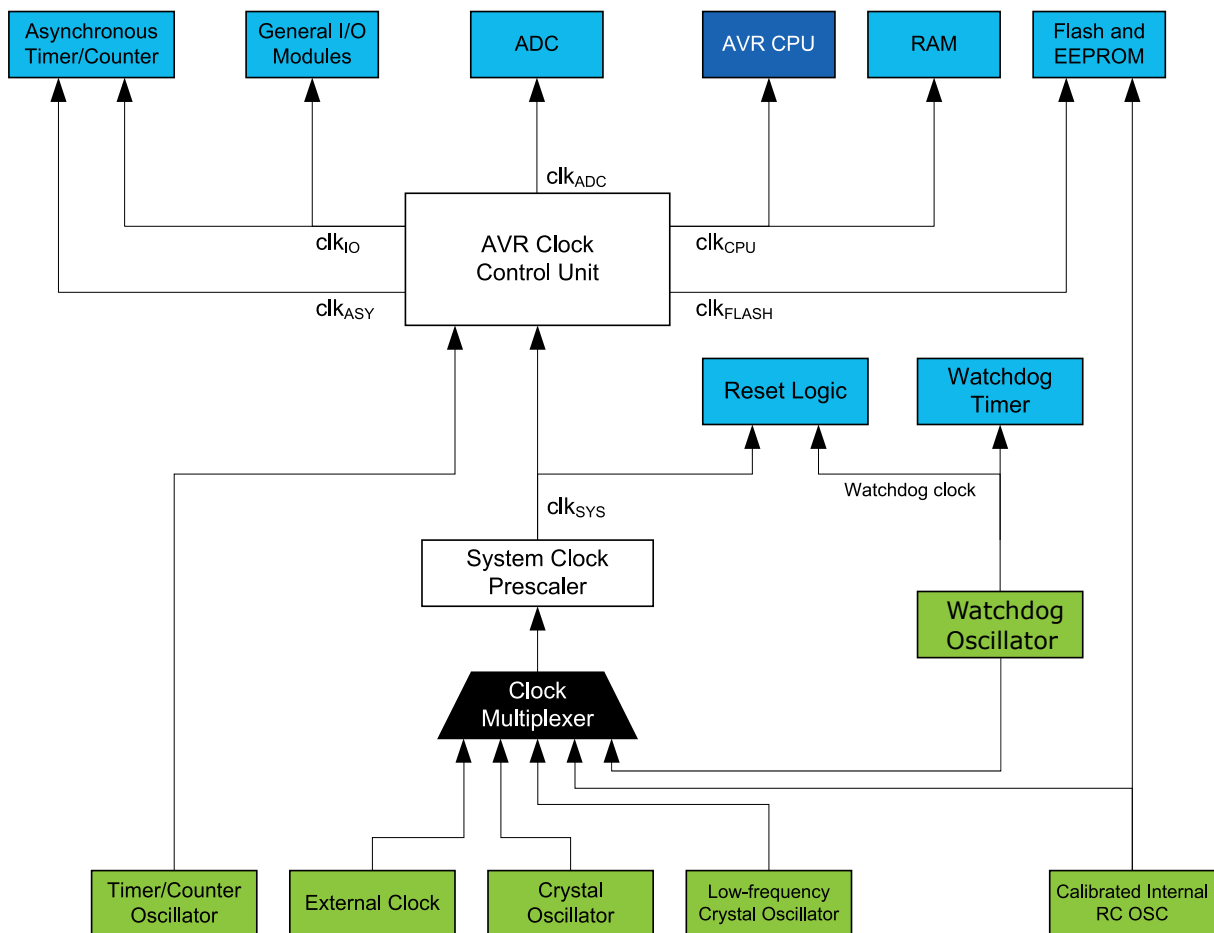 Asynchronous
Timer/Counter
General I/O
Modules
ADC
AVR CPU
RAM
Flash and
EEPROM
clkADC
clkIO
AVR Clock
Control Unit
clkCPU
clkASY
clkFLASH
Reset Logic
Watchdog
Timer
Watchdog clock
clkSYS
System Clock
Prescaler
Watchdog
Oscillator
Clock
Multiplexer
Timer/Counter
Oscillator
External Clock
Crystal
Oscillator
Low-frequency
Crystal Oscillator
Calibrated Internal
RC OSC